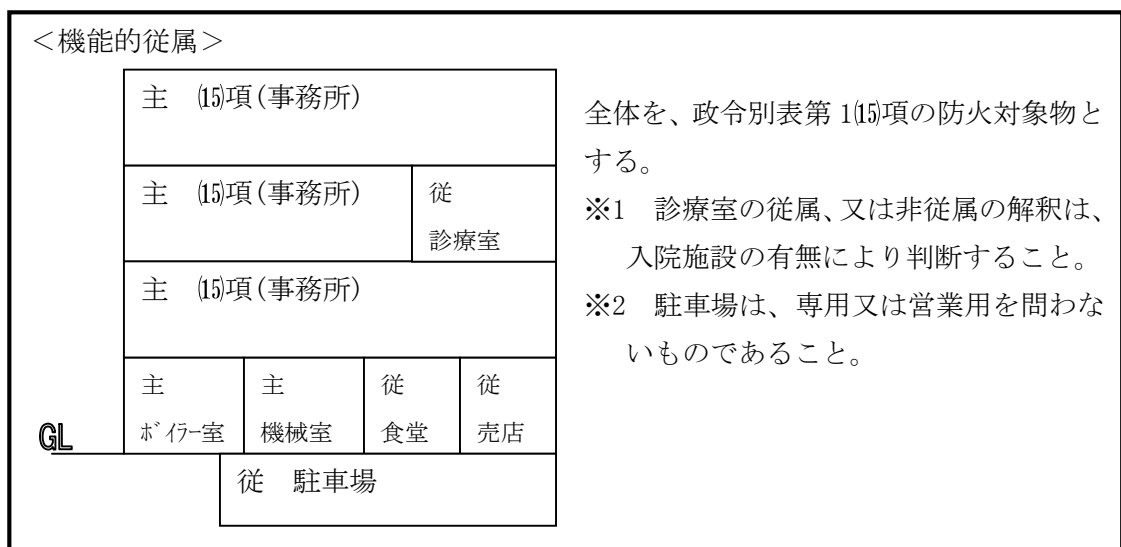 ＜機能的従属＞
主　⒂項(事務所)
主　⒂項(事務所)
従
診療室
主　⒂項(事務所)
主
ﾎﾞｲﾗｰ室
主
機械室
従
食堂
従
売店
GL
従　駐車場
全体を、政令別表第 1⒂項の防火対象物と
する。
※1　診療室の従属、又は非従属の解釈は、
入院施設の有無により判断すること。
※2　駐車場は、専用又は営業用を問わな
いものであること。